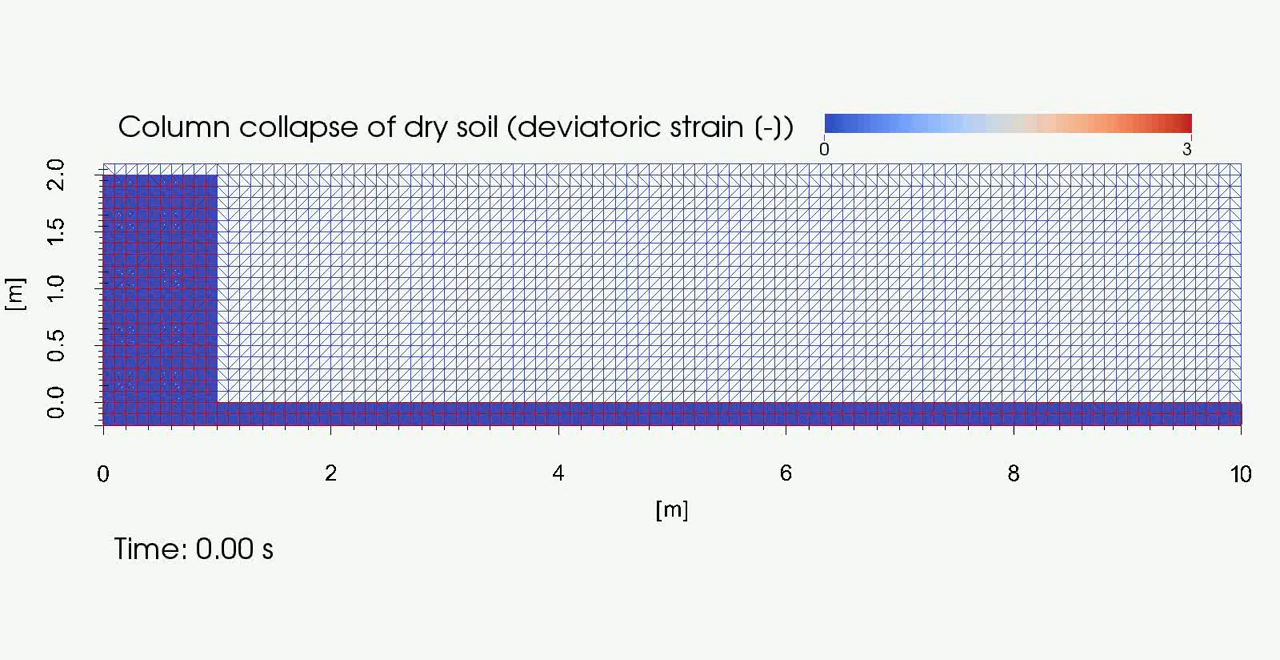 Column collapse of dry soil (deviatoric strain (-))
0 3
2.0
1.5
1.0
0.5
0.0
[m]
0 2 4 6 8 10
[m]
Time: 0.00 s